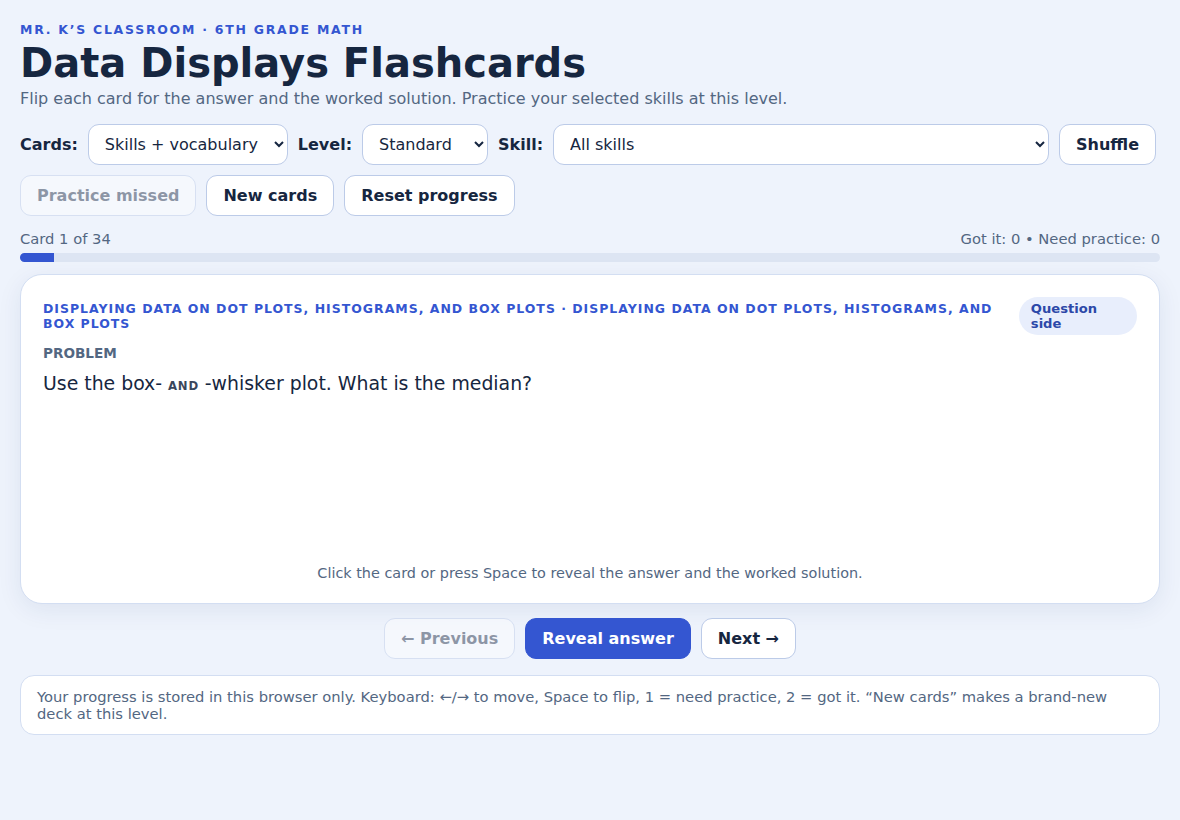 MR. K’S CLASSROOM · 6TH GRADE MATH
Data Displays Flashcards
Flip each card for the answer and the worked solution. Practice your selected skills at this level.
Cards: Skills + vocabulary Level: Standard Skill: All skills Shuffle
Practice missed New cards Reset progress
Card 1 of 34 Got it: 0 • Need practice: 0
DISPLAYING DATA ON DOT PLOTS, HISTOGRAMS, AND BOX PLOTS · DISPLAYING DATA ON DOT PLOTS, HISTOGRAMS, AND
BOX PLOTS
Question
side
PROBLEM
Use the box- AND -whisker plot. What is the median?
Click the card or press Space to reveal the answer and the worked solution.
← Previous Reveal answer Next →
Your progress is stored in this browser only. Keyboard: ←/→ to move, Space to flip, 1 = need practice, 2 = got it. “New cards” makes a brand-new
deck at this level.